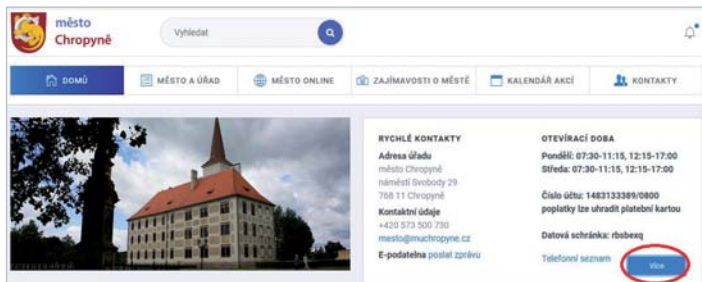 město
Chropyně
Vyhledat
DOMŮ
MĚSTO A ÚŘAD
MĚSTO ONLINE
ZAJÍMAVOSTI O MĚSTĚ
KALENDÁŘ AKCÍ
KONTAKTY
RYCHLÉ KONTAKTY
Adresa úřadu
město Chropyně
náměstí Svobody 29
768 11 Chropyně
Kontaktní údaje
+420 573 500 730
mesto@muchropyne.cz
E-podatelna poslat zprávu
OTEVÍRACÍ DOBA
Pondělí: 07:30-11:15, 12:15-17:00
Středa: 07:30-11:15, 12:15-17:00
Číslo účtu: 1483133389/0800
poplatky lze uhradit platební kartou
Datová schránka: rbsbexq
Telefonní seznam
Více